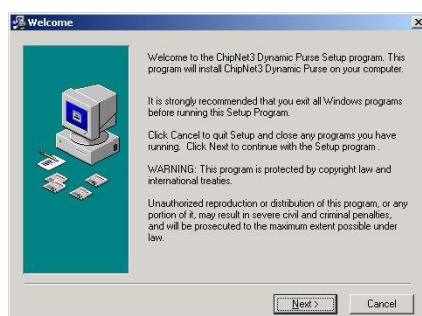 Welcome
Welcome to the ChipNet3 Dynamic Purse Setup program. This
program will install ChipNet3 Dynamic Purse on your computer.
It is strongly recommended that you exit all Windows programs
before running this Setup Program.
Click Cancel to quit Setup and close any programs you have
running. Click Next to continue with the Setup program .
WARNING: This program is protected by copyright law and
international treaties.
Unauthorized reproduction or distribution of this program, or any
portion of it, may result in severe civil and criminal penalties,
and will be prosecuted to the maximum extent possible under
law.
Next > Cancel